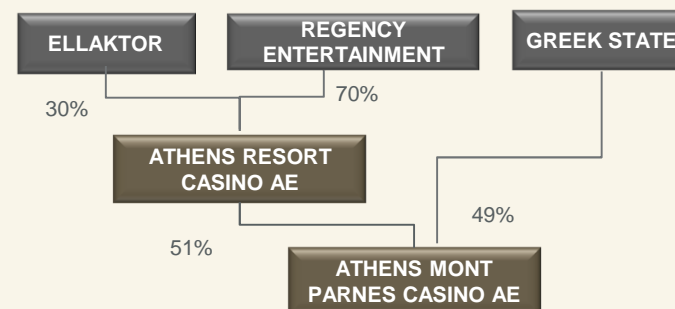 ELLAKTOR
REGENCY
ENTERTAINMENT
GREEK STATE
30%
70%
ATHENS RESORT
CASINO AE
51%
49%
ATHENS MONT
PARNES CASINO AE